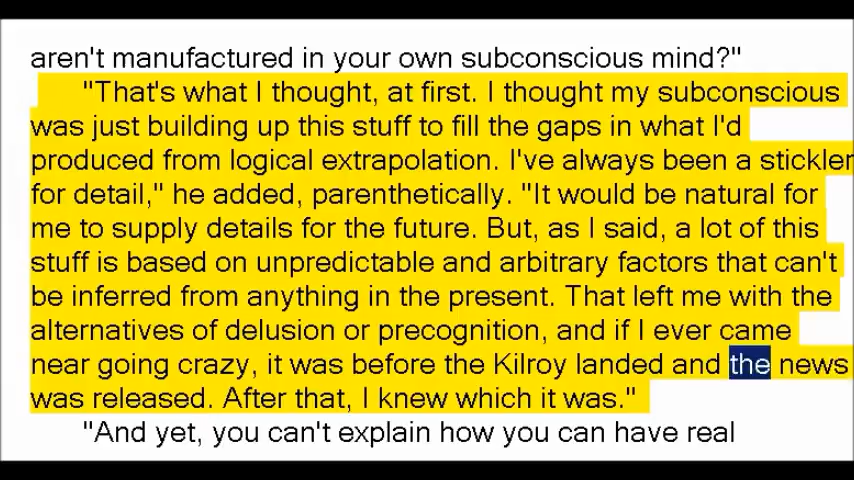 aren't manufactured in your own subconscious mind?"
"That's what I thought, at first. I thought my subconscious
was just building up this stuff to fill the gaps in what I'd
produced from logical extrapolation. I've always been a stickler
for detail," he added, parenthetically. "It would be natural for
me to supply details for the future. But, as I said, a lot of this
stuff is based on unpredictable and arbitrary factors that can't
be inferred from anything in the present. That left me with the
alternatives of delusion or precognition, and if I ever came
near going crazy, it was before the Kilroy landed and the news
was released. After that, I knew which it was."
"And yet, you can't explain how you can have real